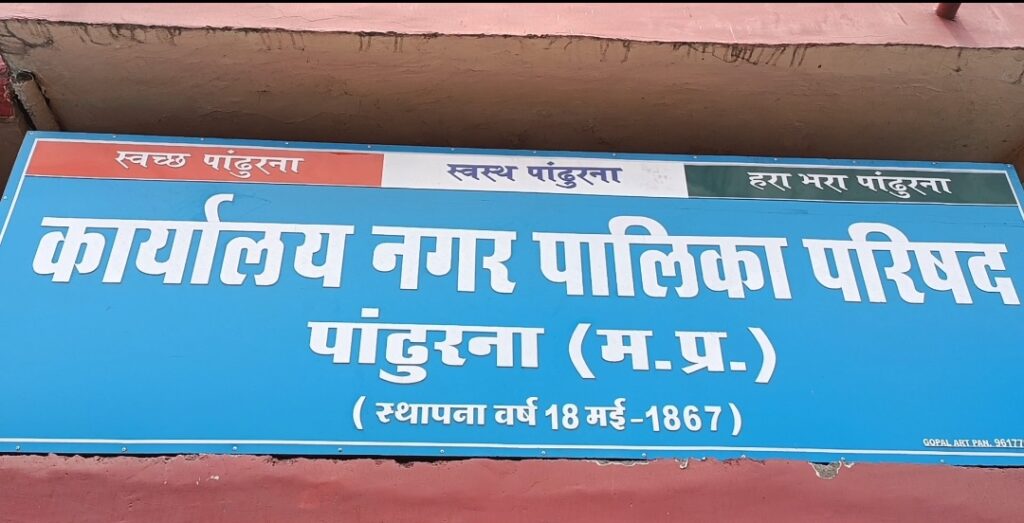 स्वच्छ पांढुरना स्वस्थ पांढुरना हरा भरा पांढुरना
कार्यालय नगर पालिका परिषद
पांढुरना (म.प्र.)
( स्थापना वर्ष 18 मई -1867 )
GOPAL ART PAN. 96177